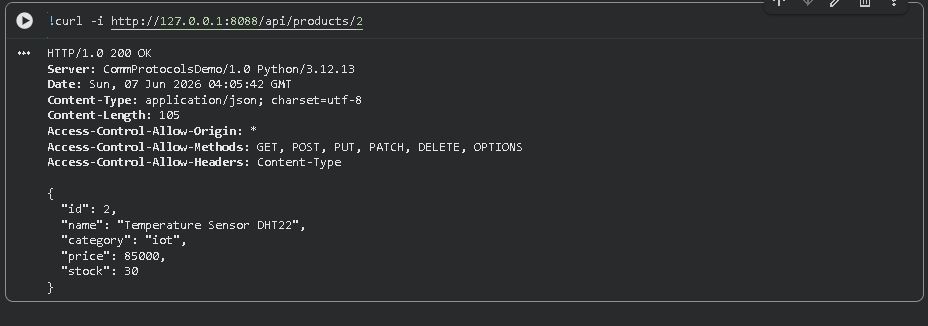 !curl -i http://127.0.0.1:8088/api/products/2
HTTP/1.0 200 OK
Server: CommProtocolsDemo/1.0 Python/3.12.13
Date: Sun, 07 Jun 2026 04:05:42 GMT
Content-Type: application/json; charset=utf-8
Content-Length: 105
Access-Control-Allow-Origin: *
Access-Control-Allow-Methods: GET, POST, PUT, PATCH, DELETE, OPTIONS
Access-Control-Allow-Headers: Content-Type

{
  "id": 2,
  "name": "Temperature Sensor DHT22",
  "category": "iot",
  "price": 85000,
  "stock": 30
}